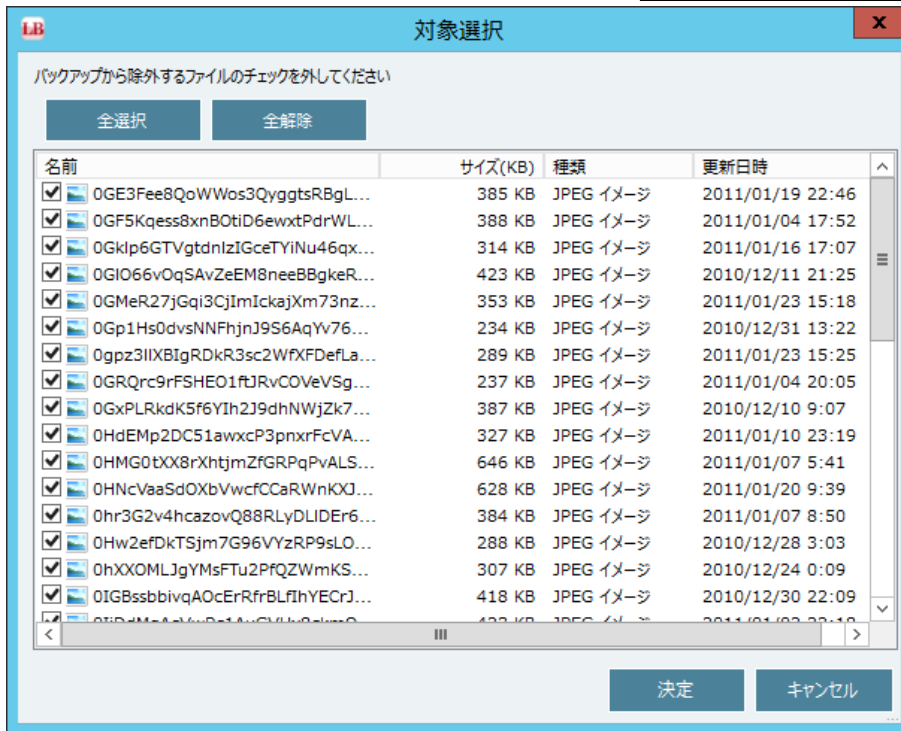 LB 対象選択 x
バックアップから除外するファイルのチェックを外してください
全選択 全解除
名前 サイズ(KB) 種類 更新日時
0GE3Fee8QoWWos3QyggtsRBgL... 385 KB JPEG イメージ 2011/01/19 22:46
0GF5Kqess8xnBOtiD6ewxtPdrWL... 388 KB JPEG イメージ 2011/01/04 17:52
0GkIp6GTVgtdnIzIGceTYiNu46qx... 314 KB JPEG イメージ 2011/01/16 17:07
0GIO66vOqSAvZeEM8neeBBgkeR... 423 KB JPEG イメージ 2010/12/11 21:25
0GMeR27jGqi3CjImIckajXm73nz... 353 KB JPEG イメージ 2011/01/23 15:18
0Gp1Hs0dvsNNFhjnJ9S6AqYv76... 234 KB JPEG イメージ 2010/12/31 13:22
0gpz3IIXBIgRDkR3sc2WfXFDefLa... 289 KB JPEG イメージ 2011/01/23 15:25
0GRQrc9rFSHEO1ftJRvCOVeVSg... 237 KB JPEG イメージ 2011/01/04 20:05
0GxPLRkdK5f6YIh2J9dhNWjZk7... 387 KB JPEG イメージ 2010/12/10 9:07
0HdEMp2DC51awxcP3pnxrFcVA... 327 KB JPEG イメージ 2011/01/10 23:19
0HMG0tXX8rXhtjmZfGRPqPvALS... 646 KB JPEG イメージ 2011/01/07 5:41
0HNcVaaSdOXbVwcfCCaRWnKXJ... 628 KB JPEG イメージ 2011/01/20 9:39
0hr3G2v4hcazovQ88RLyDLIDEr6... 384 KB JPEG イメージ 2011/01/07 8:50
0Hw2efDkTSjm7G96VYzRP9sLO... 288 KB JPEG イメージ 2010/12/28 3:03
0hXXOMLJgYMsFTu2PfQZWmKS... 307 KB JPEG イメージ 2010/12/24 0:09
0IGBssbbivqAOcErRfrBLfIhYECrJ... 418 KB JPEG イメージ 2010/12/30 22:09
決定 キャンセル